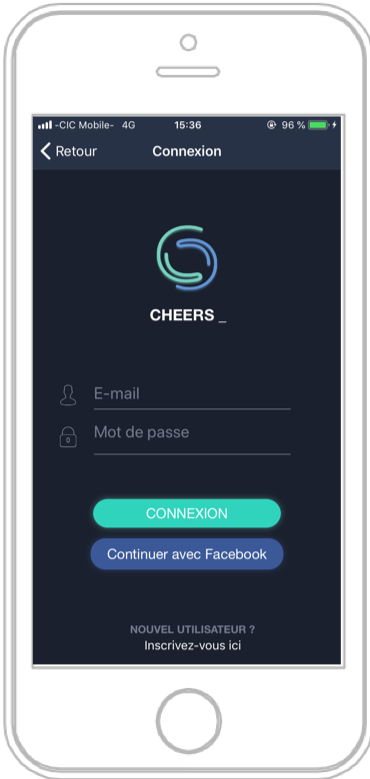 -CIC Mobile- 4G 15:36 96 %
Retour Connexion
CHEERS _
E-mail
Mot de passe
CONNEXION
Continuer avec Facebook
NOUVEL UTILISATEUR ?
Inscrivez-vous ici